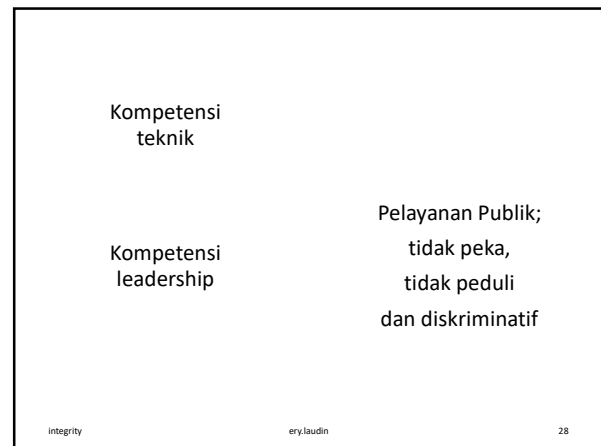 Kompetensi
teknik
Kompetensi
leadership
Pelayanan Publik;
tidak peka,
tidak peduli
dan diskriminatif
integrity
ery.laudin
28